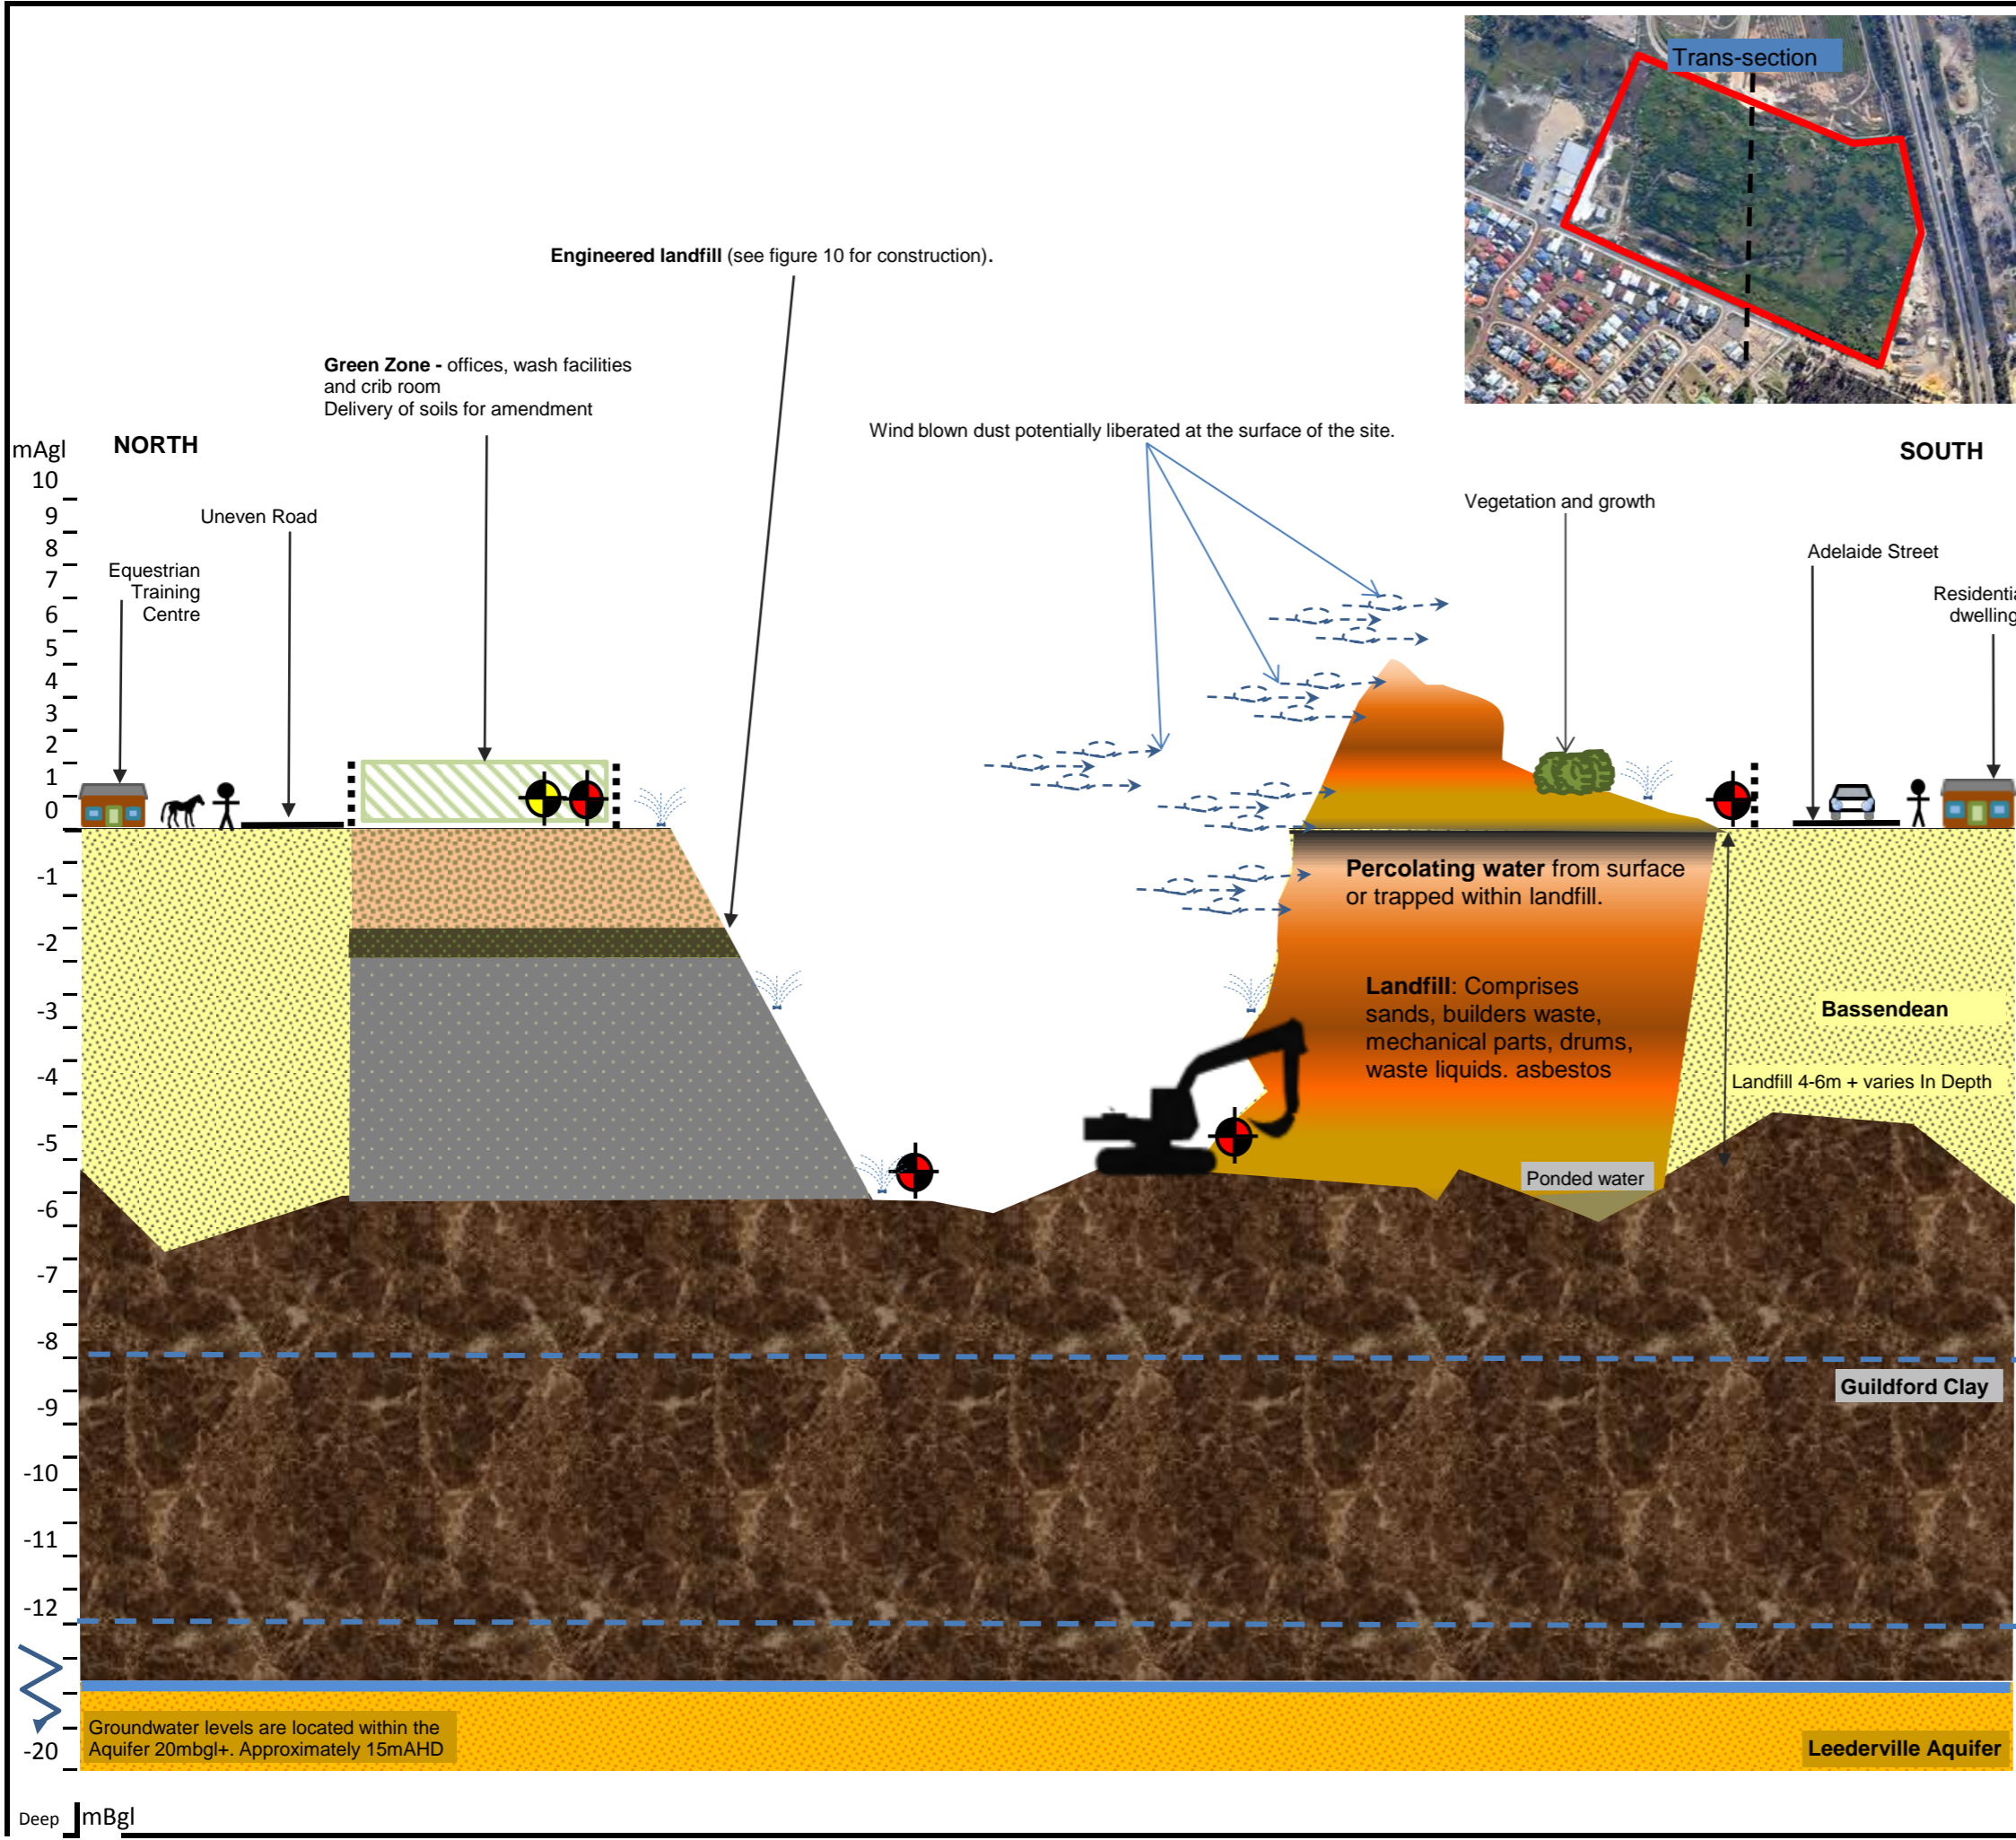 Trans-section
Engineered landfill (see figure 10 for construction).
Green Zone - offices, wash facilities
and crib room
Delivery of soils for amendment
Wind blown dust potentially liberated at the surface of the site.
mAgl
NORTH
SOUTH
10
9
8
7
6
5
4
3
2
1
0
-1
-2
-3
-4
-5
-6
-7
-8
-9
-10
-11
-12
-20
Deep
mBgl
Uneven Road
Equestrian
Training
Centre
Vegetation and growth
Adelaide Street
Residentia
dwelling
Percolating water from surface
or trapped within landfill.
Landfill: Comprises
sands, builders waste,
mechanical parts, drums,
waste liquids. asbestos
Bassendean
Landfill 4-6m + varies In Depth
Ponded water
Guildford Clay
Groundwater levels are located within the
Aquifer 20mbgl+. Approximately 15mAHD
Leederville Aquifer